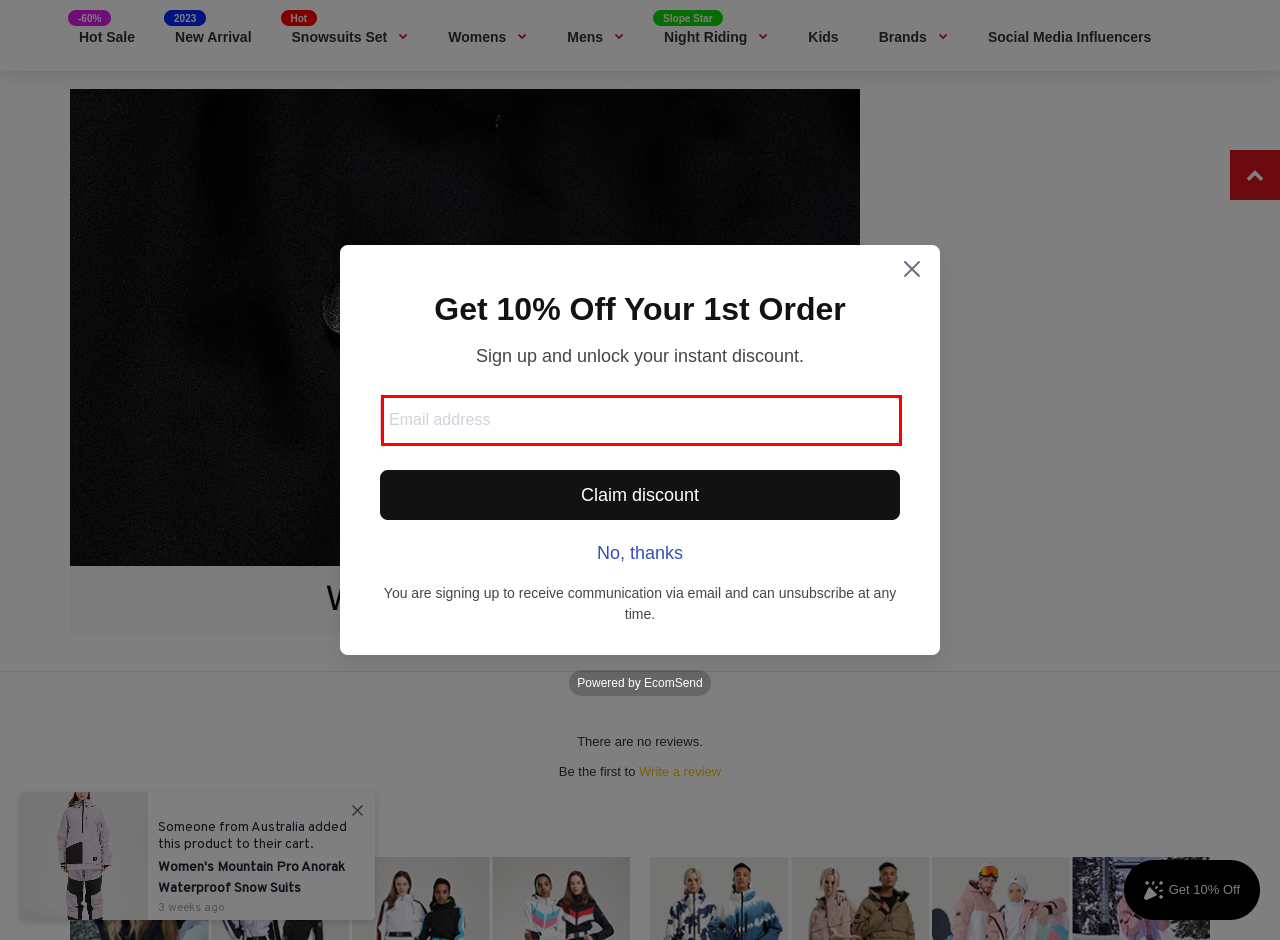 -60%
2023
Hot
Slope Star
Hot Sale
New Arrival
Snowsuits Set
Womens
Mens
Night Riding
Kids
Brands
Social Media Influencers
Get 10% Off Your 1st Order
Sign up and unlock your instant discount.
Email address
Claim discount
No, thanks
You are signing up to receive communication via email and can unsubscribe at any
time.
Powered by EcomSend
There are no reviews.
Be the first to Write a review
Someone from Australia added
this product to their cart.
Women's Mountain Pro Anorak
Waterproof Snow Suits
3 weeks ago
Get 10% Off